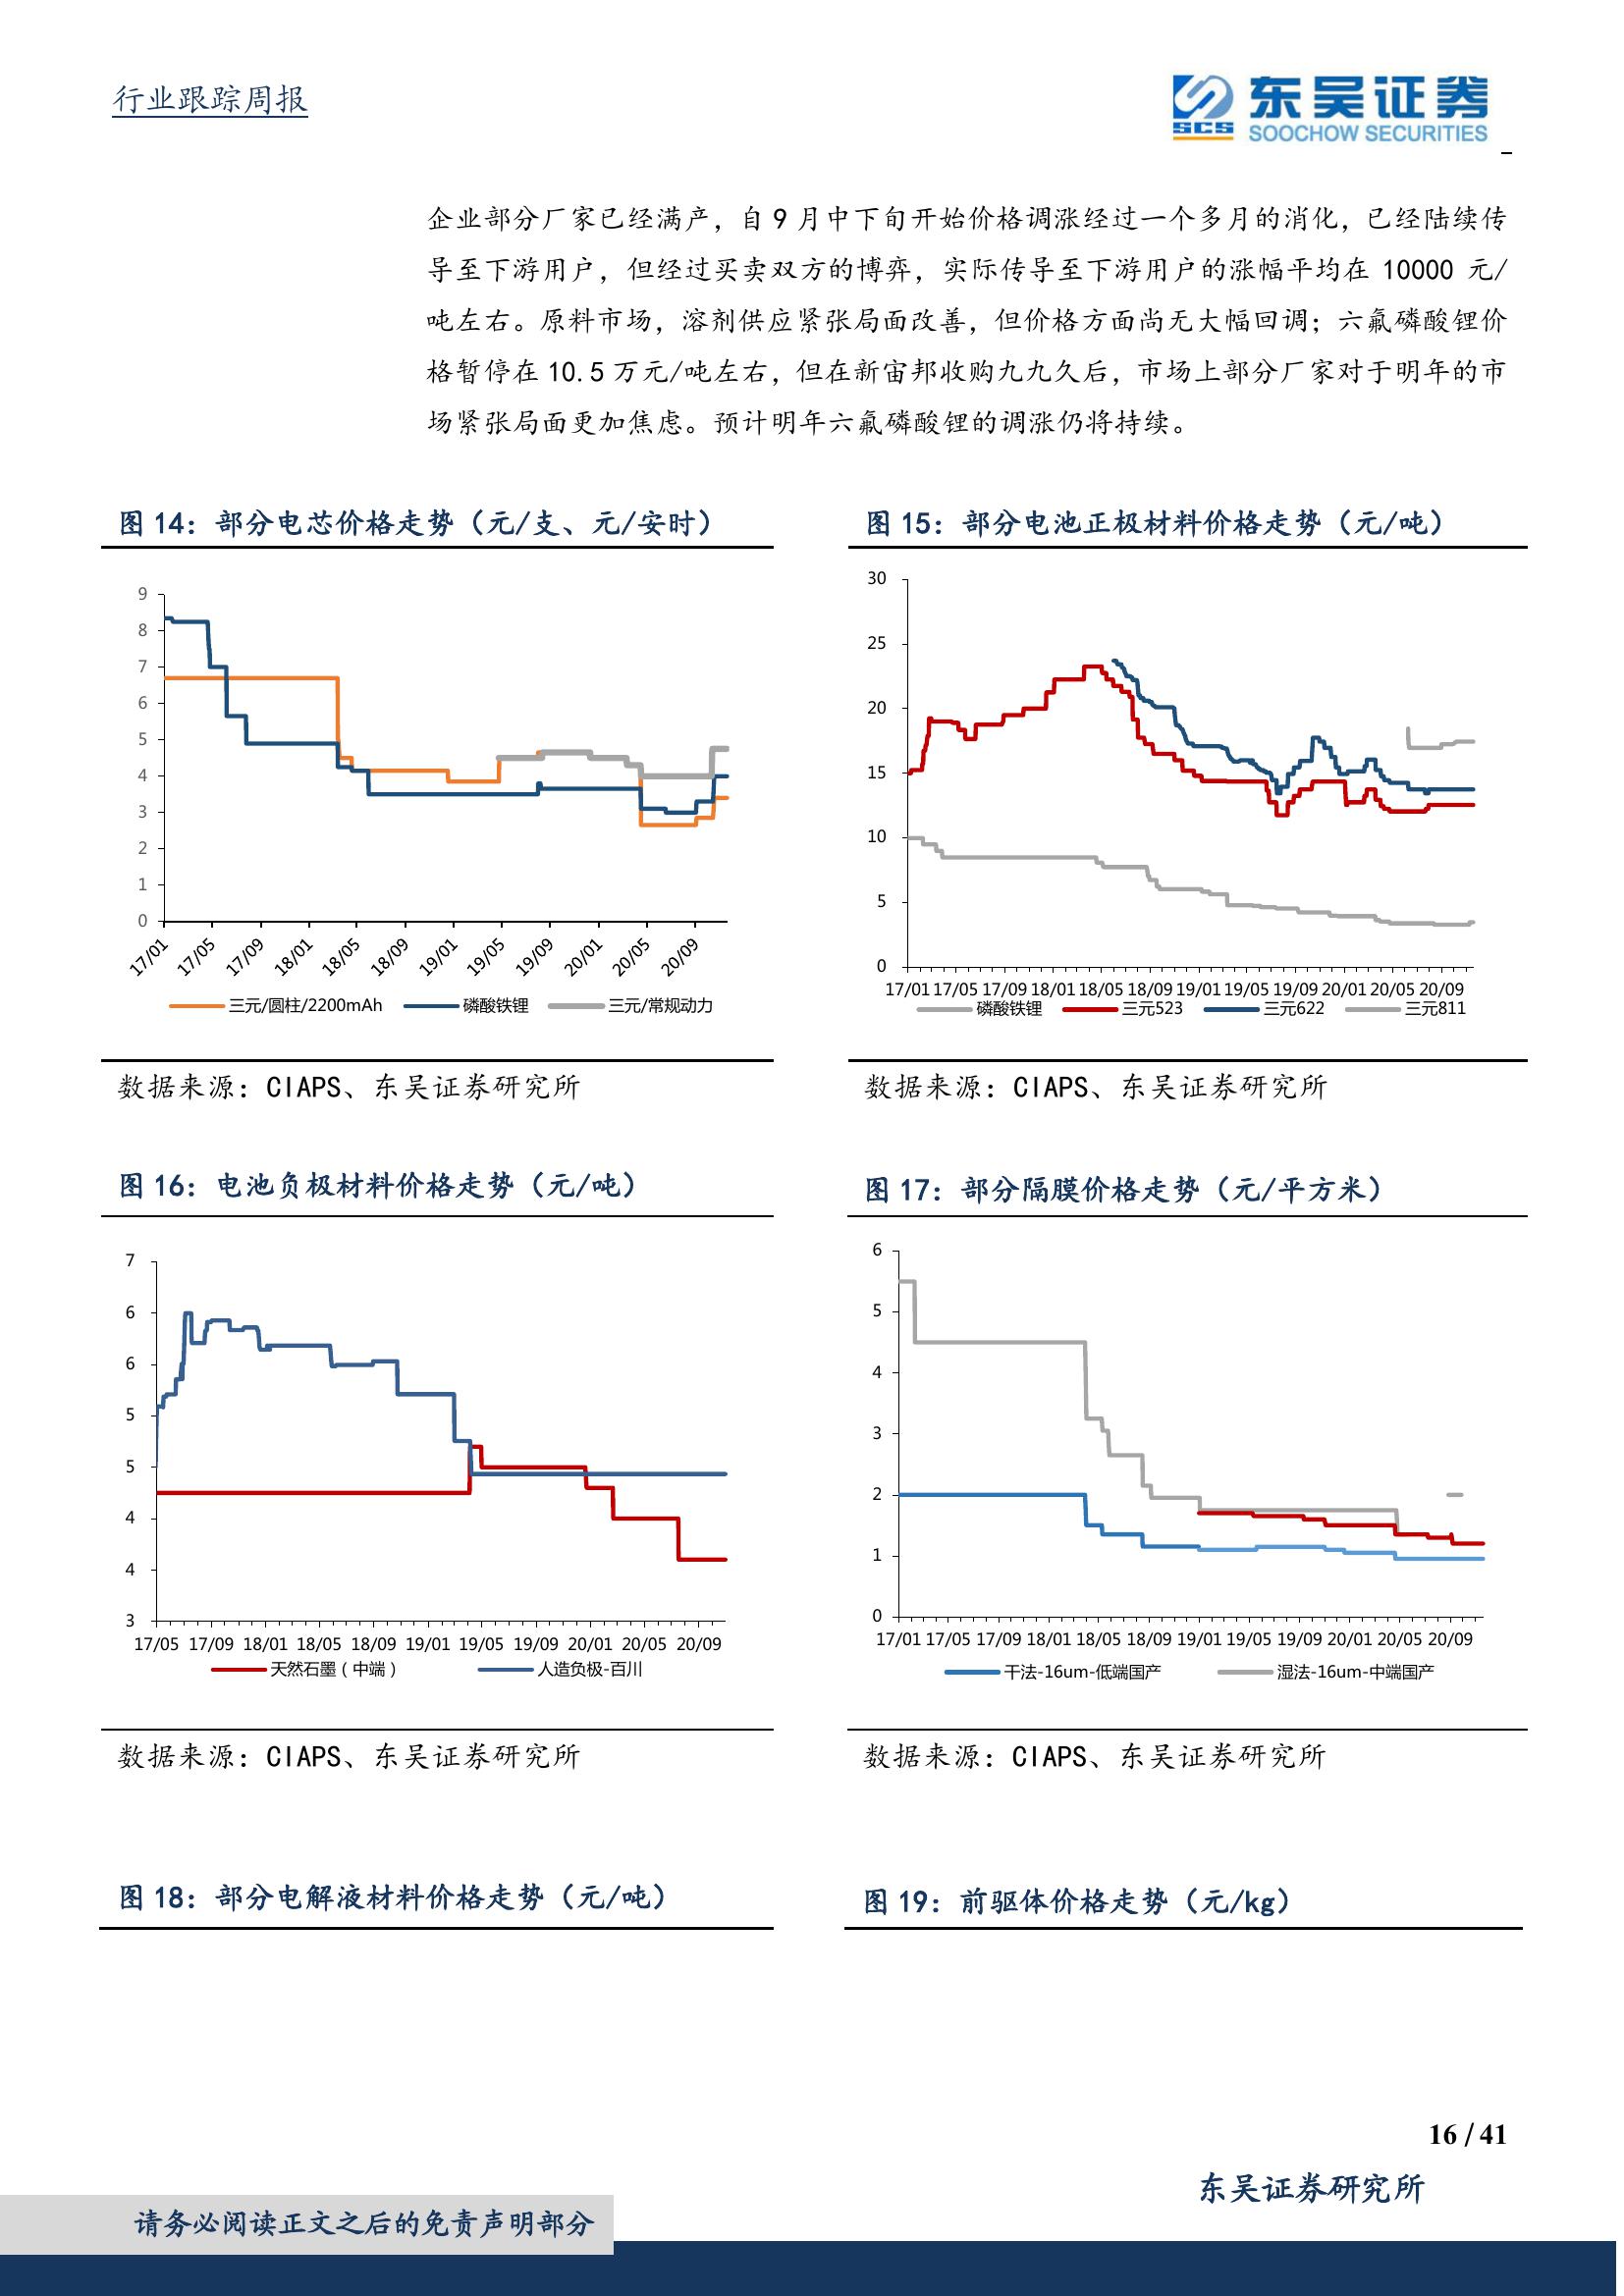 行业跟踪周报
SCS
东吴证券
SOOCHOW SECURITIES
企业部分厂家已经满产，自 9 月中下旬开始价格调涨经过一个多月的消化，已经陆续传
导至下游用户，但经过买卖双方的博弈，实际传导至下游用户的涨幅平均在 10000 元/
吨左右。原料市场，溶剂供应紧张局面改善，但价格方面尚无大幅回调；六氟磷酸锂价
格暂停在 10.5 万元/吨左右，但在新宙邦收购九九久后，市场上部分厂家对于明年的市
场紧张局面更加焦虑。预计明年六氟磷酸锂的调涨仍将持续。
图 14：部分电芯价格走势（元/支、元/安时）
9
8
7
6
5
4
3
2
1
0
17/01 17/05 17/09 18/01 18/05 18/09 19/01 19/05 19/09 20/01 20/05 20/09
三元/圆柱/2200mAh 磷酸铁锂 三元/常规动力
数据来源：CIAPS、东吴证券研究所
图 15：部分电池正极材料价格走势（元/吨）
30
25
20
15
10
5
0
17/01 17/05 17/09 18/01 18/05 18/09 19/01 19/05 19/09 20/01 20/05 20/09
磷酸铁锂 三元523 三元622 三元811
数据来源：CIAPS、东吴证券研究所
图 16：电池负极材料价格走势（元/吨）
7
6
6
5
5
4
4
3
17/05 17/09 18/01 18/05 18/09 19/01 19/05 19/09 20/01 20/05 20/09
天然石墨（中端） 人造负极-百川
数据来源：CIAPS、东吴证券研究所
图 17：部分隔膜价格走势（元/平方米）
6
5
4
3
2
1
0
17/01 17/05 17/09 18/01 18/05 18/09 19/01 19/05 19/09 20/01 20/05 20/09
干法-16um-低端国产 湿法-16um-中端国产
数据来源：CIAPS、东吴证券研究所
图 18：部分电解液材料价格走势（元/吨）
图 19：前驱体价格走势（元/kg）
16 / 41
东吴证券研究所
请务必阅读正文之后的免责声明部分